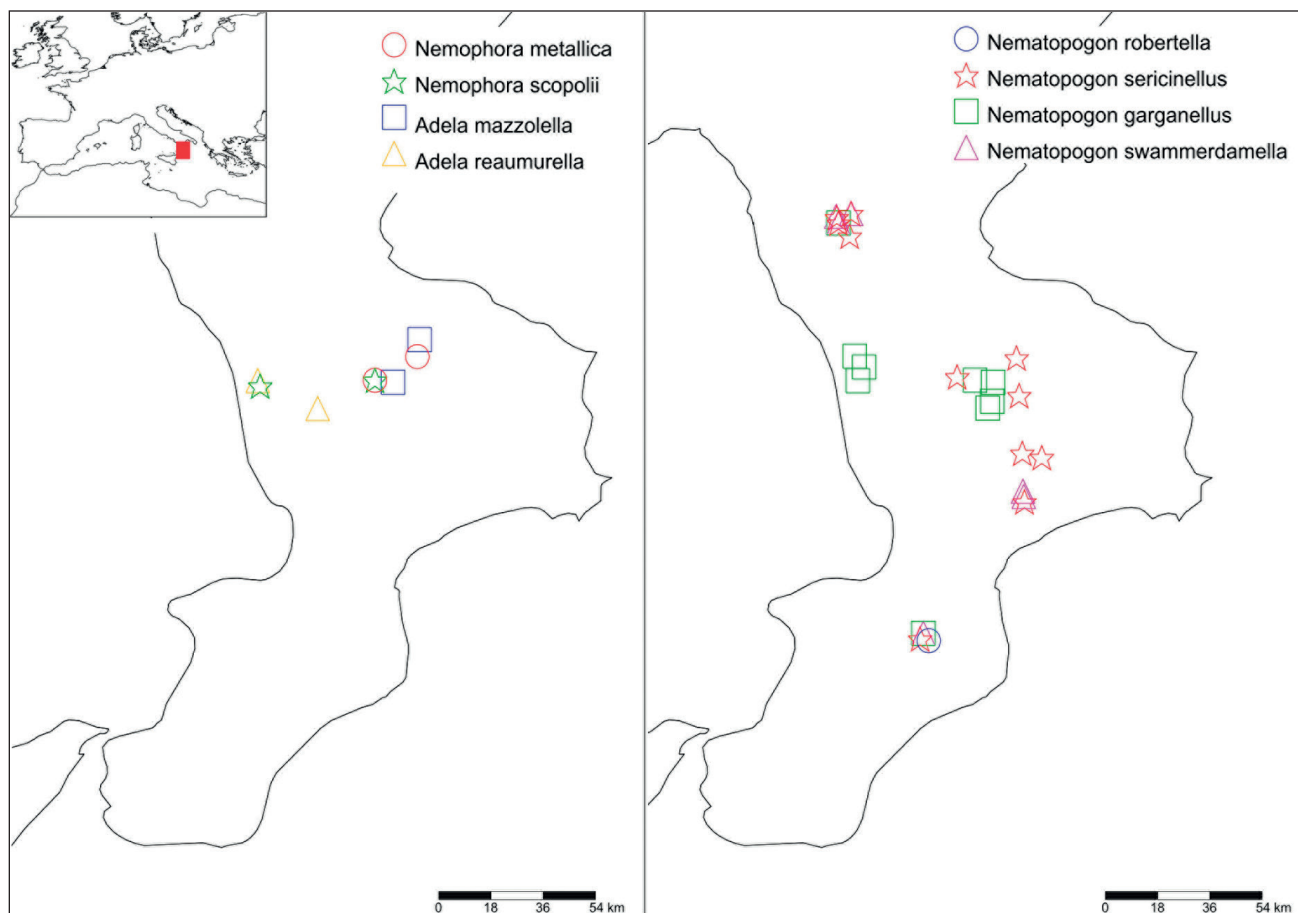 Nemophora metallica
Nemophora scopolii
Adela mazzolella
Adela reaumurella
0 18 36 54 km
Nematopogon robertella
Nematopogon sericinellus
Nematopogon garganellus
Nematopogon swammerdamella
0 18 36 54 km